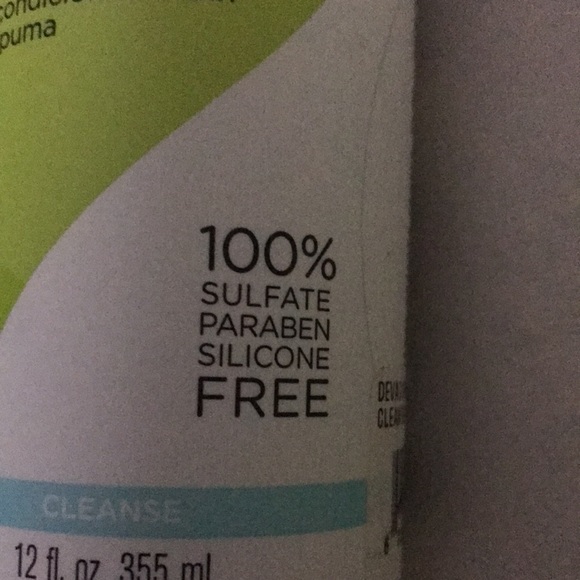 puma
100%
SULFATE
PARABEN
SILICONE
FREE
CLEANSE
12 fl. oz 355 ml